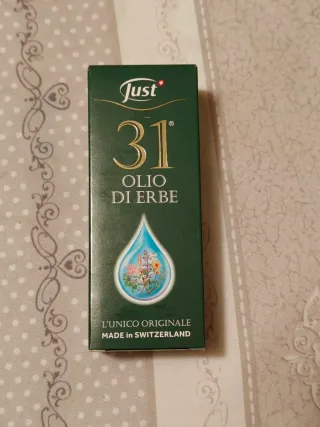 Just
31®
OLIO
DI ERBE
L'UNICO ORIGINALE
MADE in SWITZERLAND